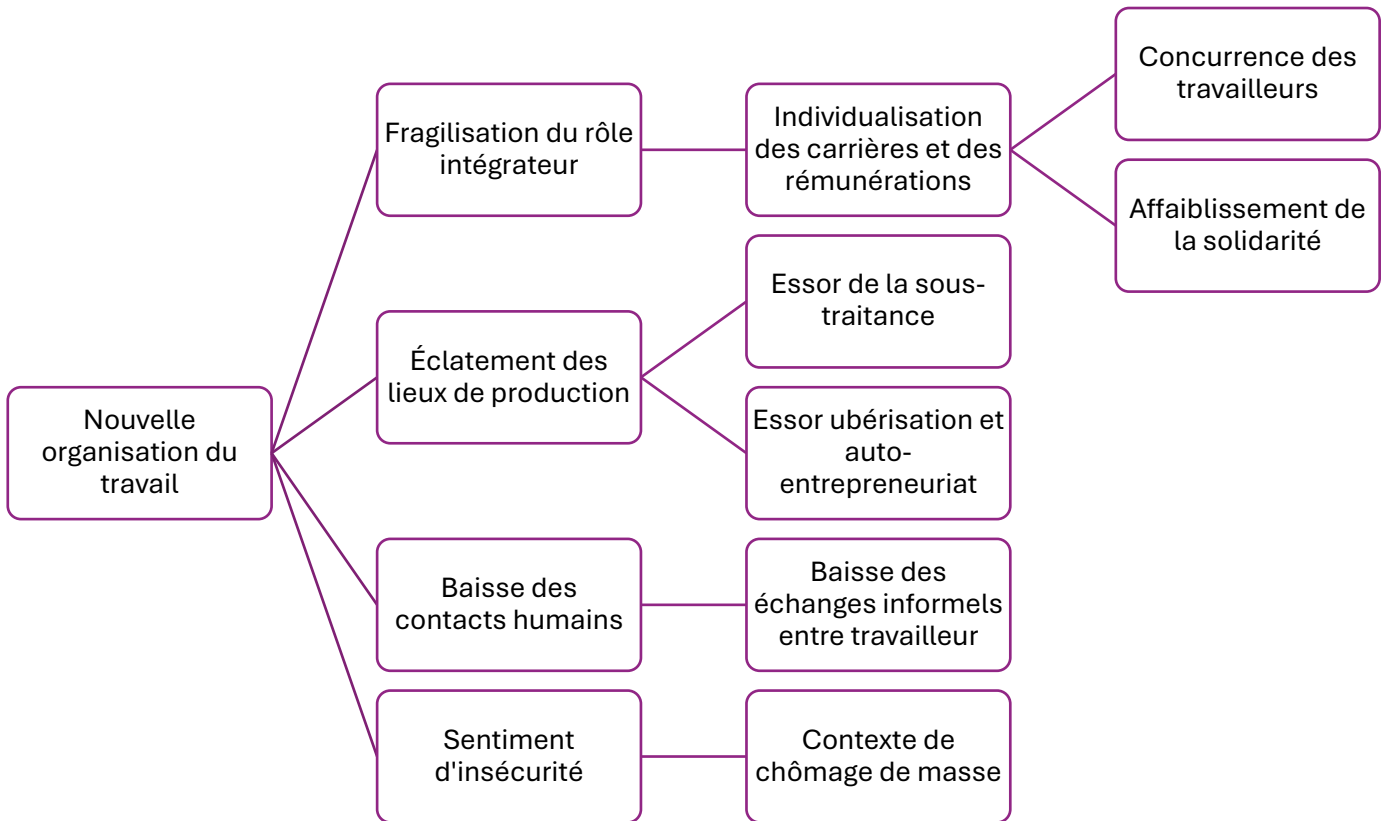 Nouvelle
organisation du
travail
Fragilisation du rôle
intégrateur
Individualisation
des carrières et des
rémunérations
Concurrence des
travailleurs
Affaiblissement de
la solidarité
Éclatement des
lieux de production
Essor de la sous-
traitance
Essor ubérisation et
auto-
entrepreneuriat
Baisse des
contacts humains
Baisse des
échanges informels
entre travailleur
Sentiment
d'insécurité
Contexte de
chômage de masse